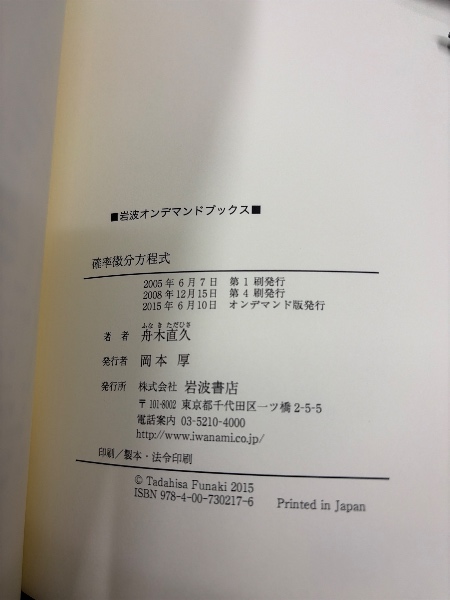 ■岩波オンデマンドブックス■
確率微分方程式
2005年6月7日 第1刷発行
2008年12月15日 第4刷発行
2015年6月10日 オンデマンド版発行
ふなき ただひさ
著者 舟木直久
発行者 岡本 厚
発行所 株式会社 岩波書店
〒101-8002 東京都千代田区一ツ橋2-5-5
電話案内 03-5210-4000
http://www.iwanami.co.jp/
印刷/製本・法令印刷
© Tadahisa Funaki 2015
ISBN 978-4-00-730217-6 Printed in Japan